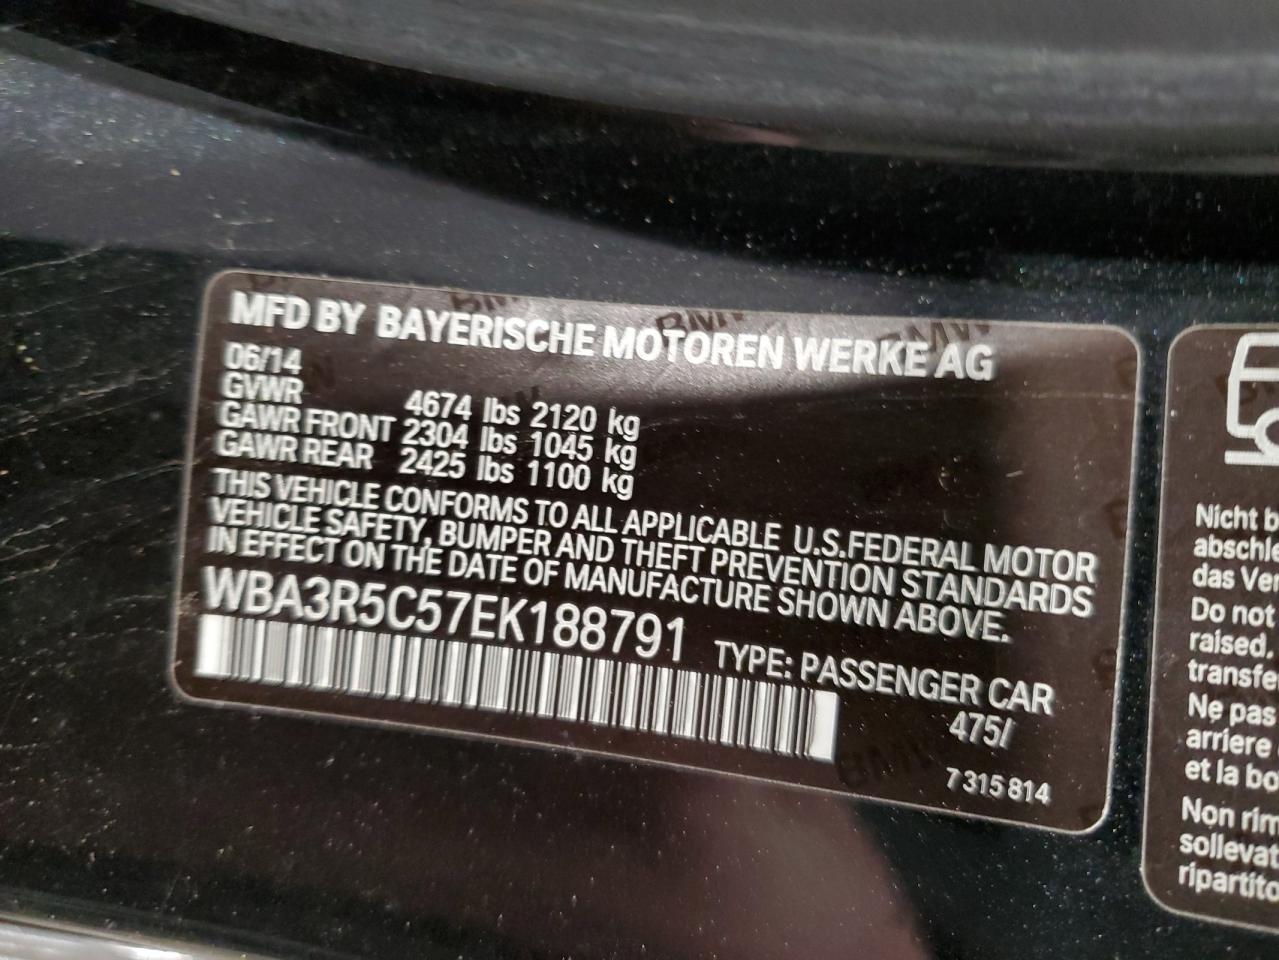 MFD BY BAYERISCHE MOTOREN WERKE AG
06/14
GVWR 4674 lbs 2120 kg
GAWR FRONT 2304 lbs 1045 kg
GAWR REAR 2425 lbs 1100 kg
THIS VEHICLE CONFORMS TO ALL APPLICABLE U.S.FEDERAL MOTOR
VEHICLE SAFETY, BUMPER AND THEFT PREVENTION STANDARDS
IN EFFECT ON THE DATE OF MANUFACTURE SHOWN ABOVE.
WBA3R5C57EK188791 TYPE: PASSENGER CAR
475/
7 315 814
Nicht b
abschle
das Ver
Do not
raised,
transfe
Ne pas
arriere
et la bo
Non rim
sollevat
ripartito